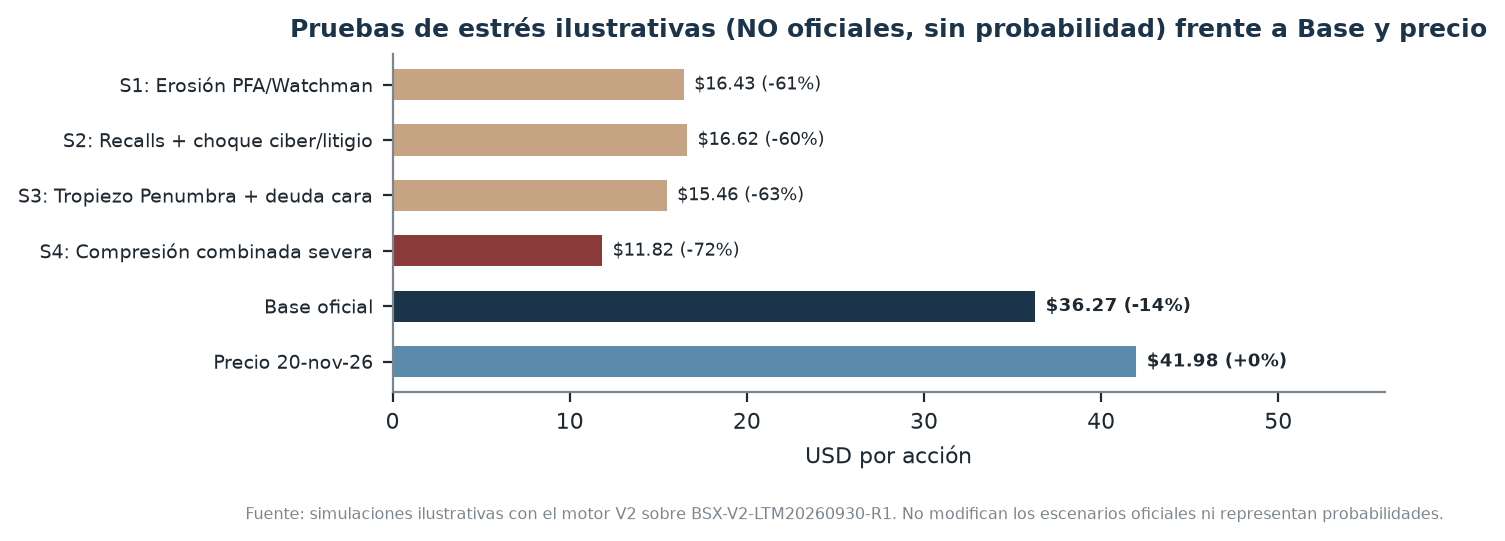 Pruebas de estrés ilustrativas (NO oficiales, sin probabilidad) frente a Base y precio
S1: Erosión PFA/Watchman $16.43 (-61%)
S2: Recalls + choque ciber/litigio $16.62 (-60%)
S3: Tropiezo Penumbra + deuda cara $15.46 (-63%)
S4: Compresión combinada severa $11.82 (-72%)
Base oficial $36.27 (-14%)
Precio 20-nov-26 $41.98 (+0%)
0 10 20 30 40 50
USD por acción
Fuente: simulaciones ilustrativas con el motor V2 sobre BSX-V2-LTM20260930-R1. No modifican los escenarios oficiales ni representan probabilidades.